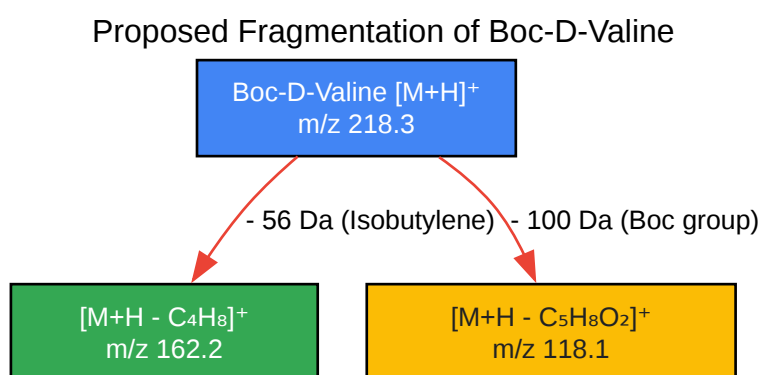 Proposed Fragmentation of Boc-D-Valine
Boc-D-Valine [M+H]⁺
m/z 218.3
- 56 Da (Isobutylene)
- 100 Da (Boc group)
[M+H - C₄H₈]⁺
m/z 162.2
[M+H - C₅H₈O₂]⁺
m/z 118.1